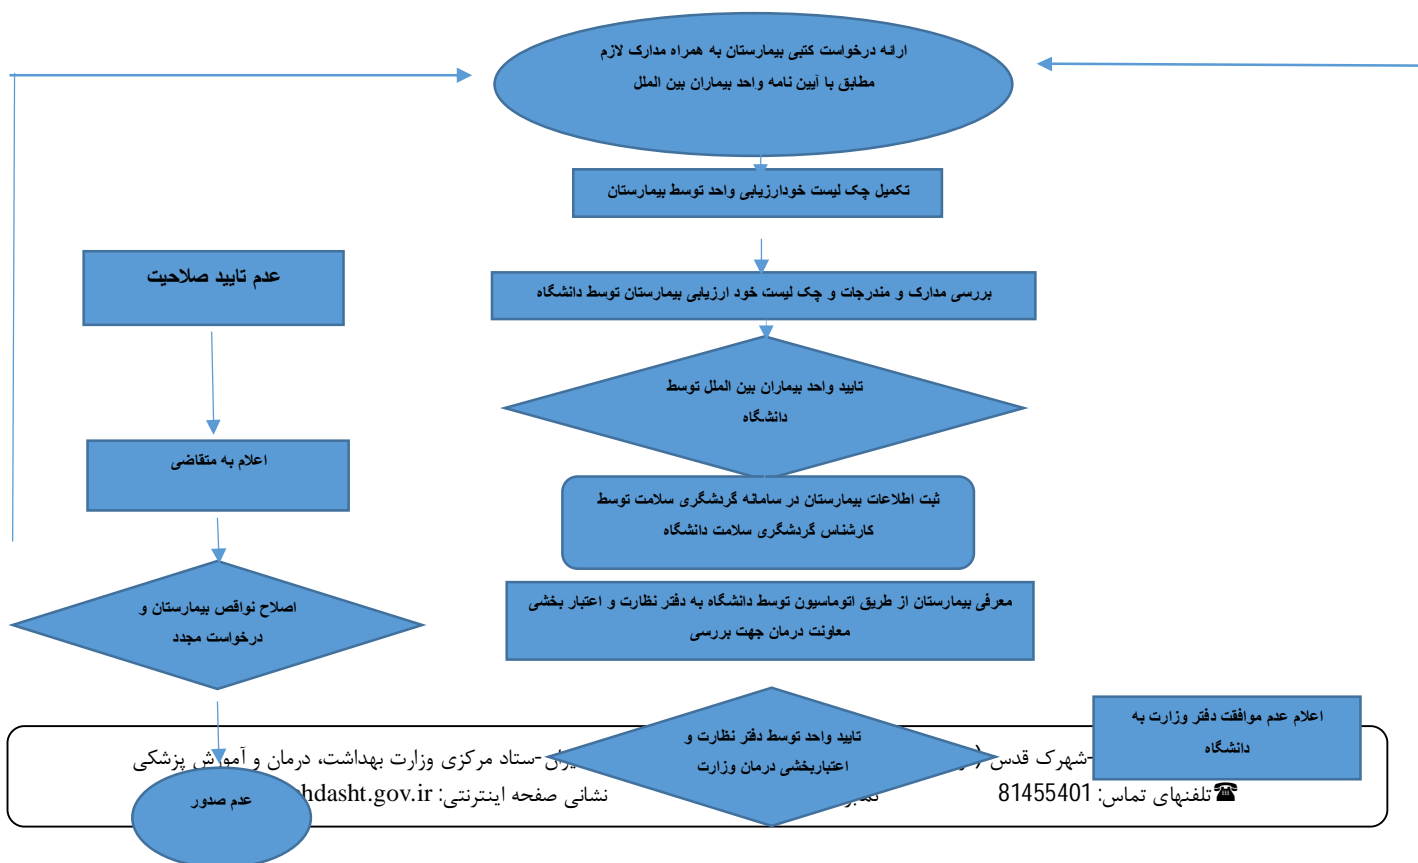 ارائه درخواست کتبی بیمارستان به همراه مدارک لازم
مطابق با آیین نامه واحد بیماران بین الملل
تکمیل چک لیست خودارزیابی واحد توسط بیمارستان
بررسی مدارک و مندرجات و چک لیست خود ارزیابی بیمارستان توسط دانشگاه
تایید واحد بیماران بین الملل توسط
دانشگاه
ثبت اطلاعات بیمارستان در سامانه گردشگری سلامت توسط
کارشناس گردشگری سلامت دانشگاه
معرفی بیمارستان از طریق اتوماسیون توسط دانشگاه به دفتر نظارت و اعتبار بخشی
معاونت درمان جهت بررسی
تایید واحد توسط دفتر نظارت و
اعتباربخشی درمان وزارت
اعلام عدم موافقت دفتر وزارت به
دانشگاه
عدم تایید صلاحیت
اعلام به متقاضی
اصلاح نواقص بیمارستان و
درخواست مجدد
عدم صدور
-شهرک قدس ( -ستاد مرکزی وزارت بهداشت، درمان و آموزش پزشکی
☎تلفنهای تماس: 81455401 نشانی صفحه اینترنتی: hdasht.gov.ir